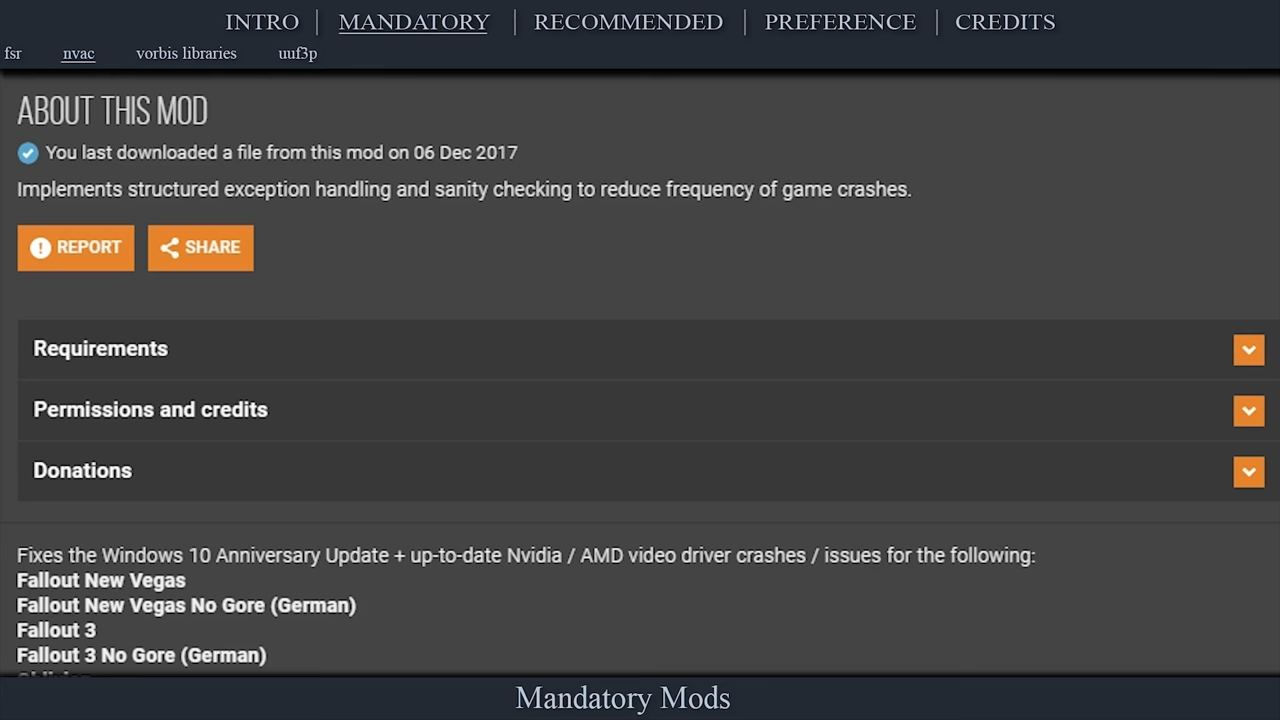 INTRO | MANDATORY | RECOMMENDED | PREFERENCE | CREDITS
fsr nvac vorbis libraries uuf3p
ABOUT THIS MOD
You last downloaded a file from this mod on 06 Dec 2017
Implements structured exception handling and sanity checking to reduce frequency of game crashes.
REPORT SHARE
Requirements
Permissions and credits
Donations
Fixes the Windows 10 Anniversary Update + up-to-date Nvidia / AMD video driver crashes / issues for the following:
Fallout New Vegas
Fallout New Vegas No Gore (German)
Fallout 3
Fallout 3 No Gore (German)
Mandatory Mods